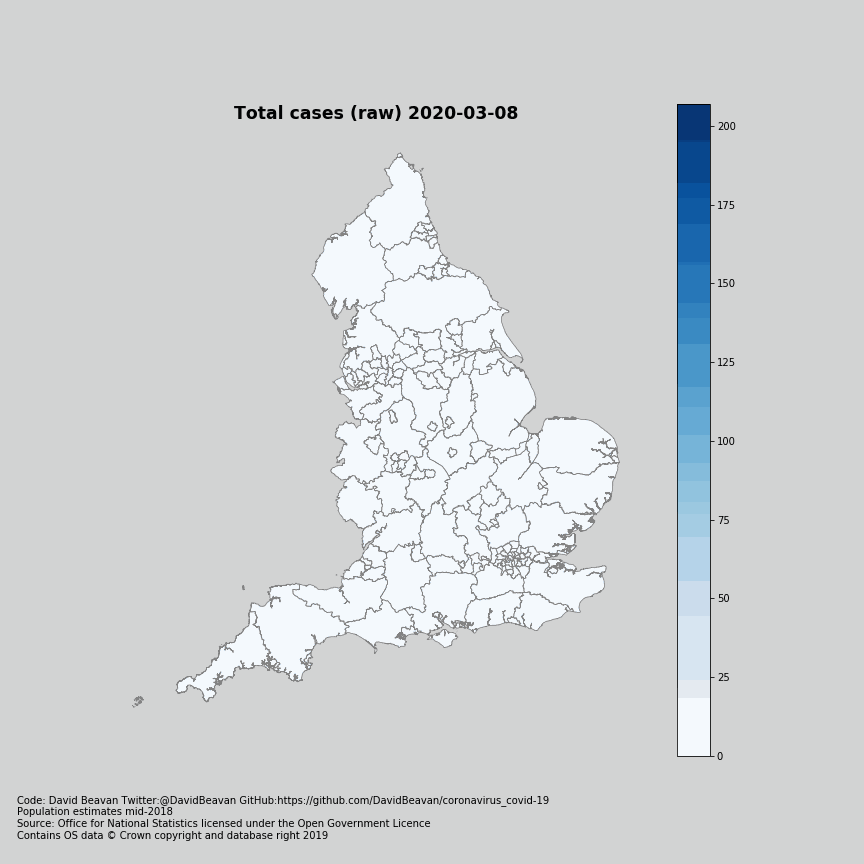 Total cases (raw) 2020-03-08
200
175
150
125
100
75
50
25
0
Code: David Beavan Twitter:@DavidBeavan GitHub:https://github.com/DavidBeavan/coronavirus_covid-19
Population estimates mid-2018
Source: Office for National Statistics licensed under the Open Government Licence
Contains OS data © Crown copyright and database right 2019